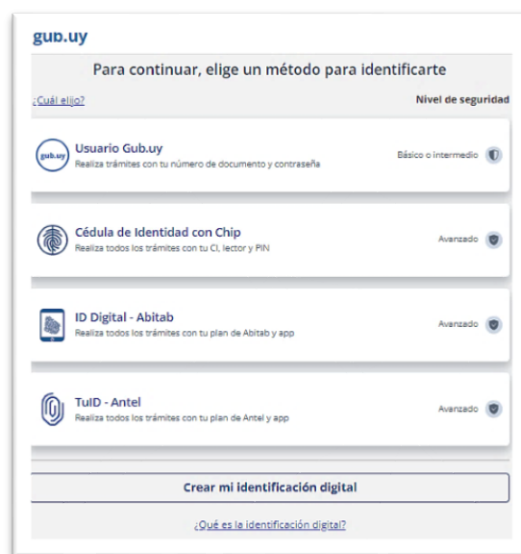 gub.uy
Para continuar, elige un método para identificarte
¿Cuál elijo?
Nivel de seguridad
gub.uy
Usuario Gub.uy
Realiza trámites con tu número de documento y contraseña
Básico o intermedio
Cédula de Identidad con Chip
Realiza todos los trámites con tu CI, lector y PIN
Avanzado
ID Digital - Abitab
Realiza todos los trámites con tu plan de Abitab y app
Avanzado
TuID - Antel
Realiza todos los trámites con tu plan de Antel y app
Avanzado
Crear mi identificación digital
¿Qué es la identificación digital?